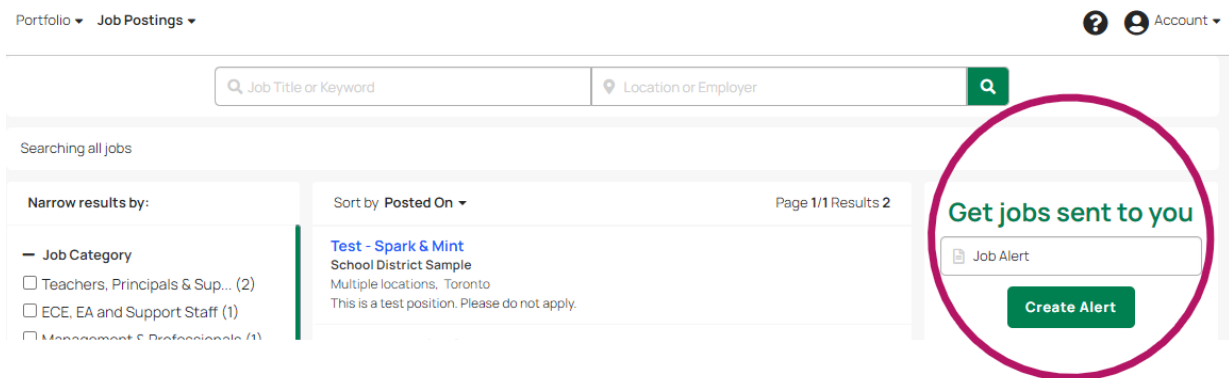 Portfolio Job Postings
? Account
Job Title or Keyword
Location or Employer
Searching all jobs
Narrow results by:
Job Category
Teachers, Principals & Sup... (2)
ECE, EA and Support Staff (1)
Management & Professionals (1)
Sort by Posted On
Page 1/1 Results 2
Test - Spark & Mint
School District Sample
Multiple locations, Toronto
This is a test position. Please do not apply.
Get jobs sent to you
Job Alert
Create Alert